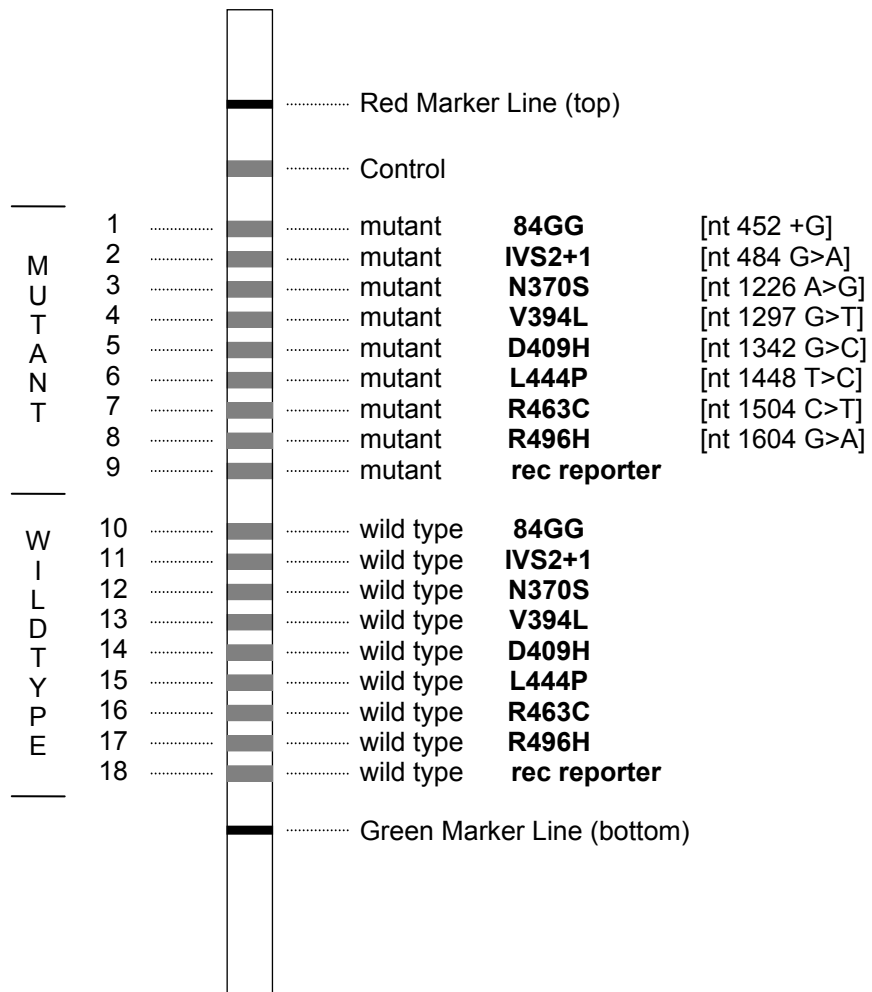 Red Marker Line (top)
Control
MUTANT
1 mutant 84GG [nt 452 +G]
2 mutant IVS2+1 [nt 484 G>A]
3 mutant N370S [nt 1226 A>G]
4 mutant V394L [nt 1297 G>T]
5 mutant D409H [nt 1342 G>C]
6 mutant L444P [nt 1448 T>C]
7 mutant R463C [nt 1504 C>T]
8 mutant R496H [nt 1604 G>A]
9 mutant rec reporter
WILDTYPE
10 wild type 84GG
11 wild type IVS2+1
12 wild type N370S
13 wild type V394L
14 wild type D409H
15 wild type L444P
16 wild type R463C
17 wild type R496H
18 wild type rec reporter
Green Marker Line (bottom)